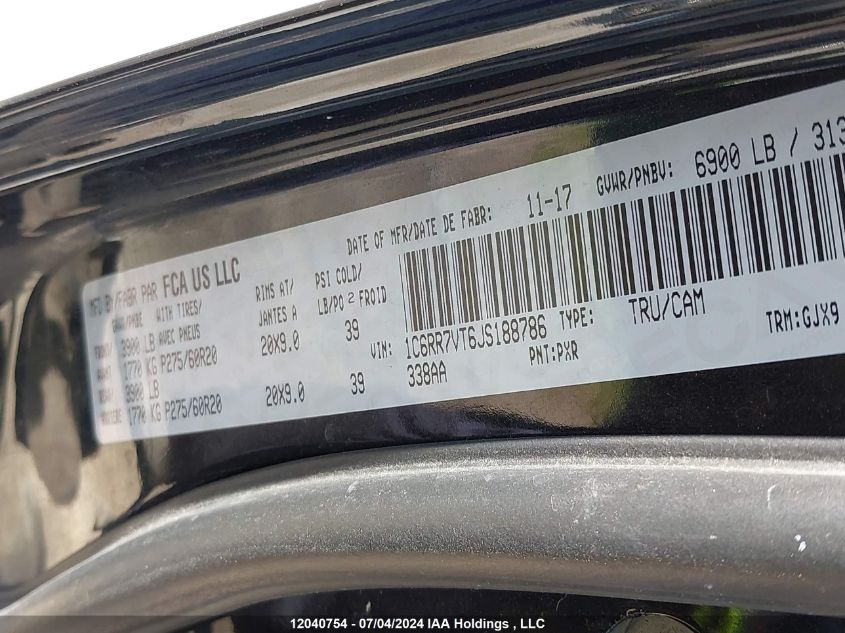 MFD BY/FABR PAR FCA US LLC DATE OF MFR/DATE DE FABR: 11-17 GVWR/PNBV: 6900 LB / 313
WITH TIRES/ RIMS AT/ PSI COLD/
AVEC PNEUS JANTES A LB/PO 2 FROID
3900 LB
1770 KG P275/60R20 20X9.0 39
3900 LB
1770 KG P275/60R20 20X9.0 39
VIN: 1C6RR7VT6JS188786 TYPE: TRU/CAM
338AA PNT:PXR TRM:GJX9
12040754 - 07/04/2024 IAA Holdings , LLC